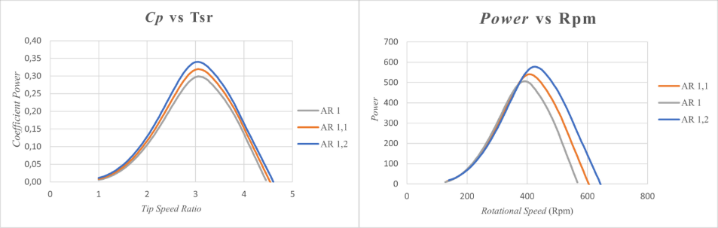 Cp vs Tsr
0,40
0,35
0,30
0,25
0,20
0,15
0,10
0,05
0,00
0 1 2 3 4 5
Coefficient Power
Tip Speed Ratio
AR 1
AR 1,1
AR 1,2
Power vs Rpm
700
600
500
400
300
200
100
0
0 200 400 600 800
Power
Rotational Speed (Rpm)
AR 1,1
AR 1
AR 1,2